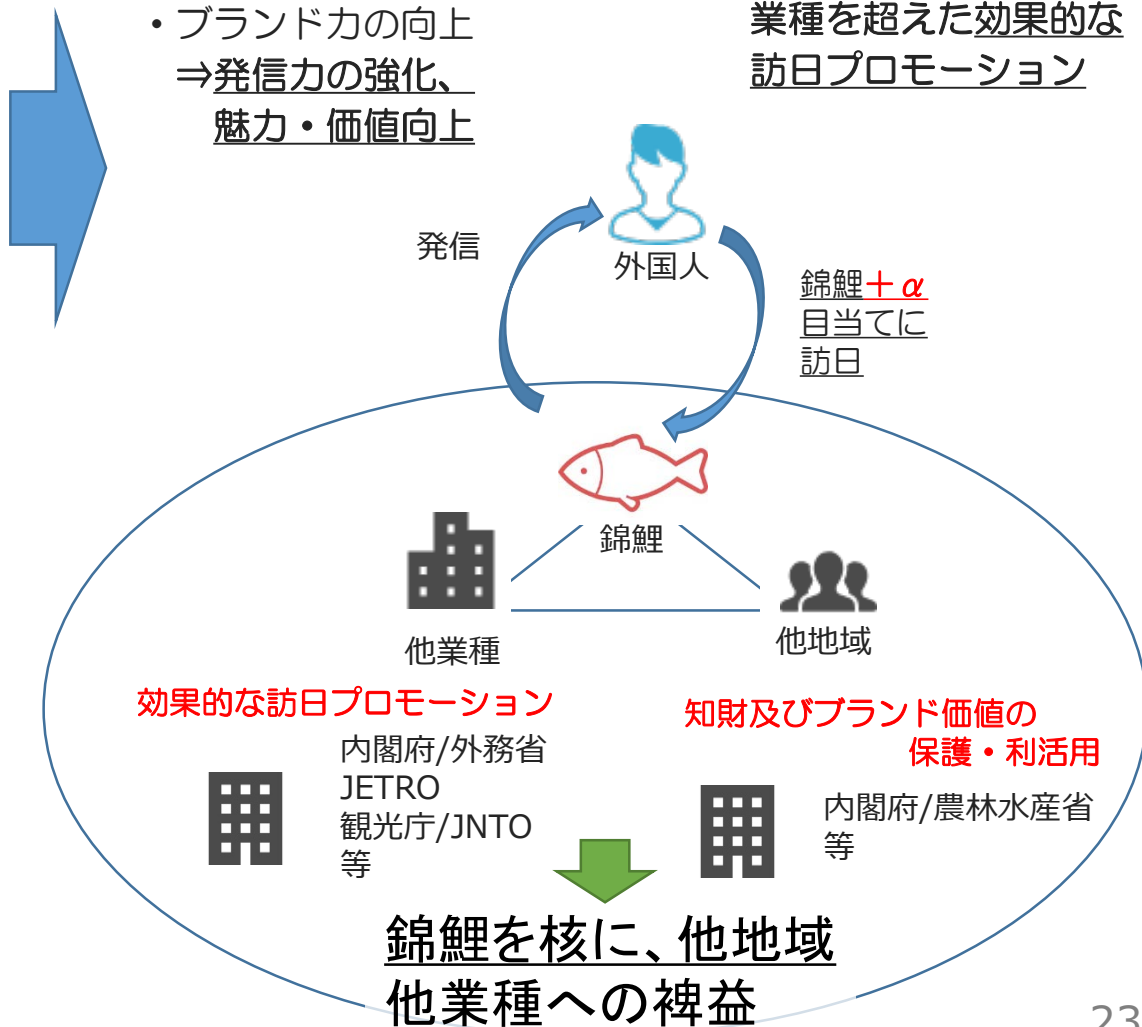 ・ブランド力の向上
⇒発信力の強化、
魅力・価値向上
業種を超えた効果的な
訪日プロモーション
発信
外国人
錦鯉＋α
目当てに
訪日
錦鯉
他業種
他地域
効果的な訪日プロモーション
内閣府/外務省
JETRO
観光庁/JNTO
等
知財及びブランド価値の
保護・利活用
内閣府/農林水産省
等
錦鯉を核に、他地域
他業種への裨益
23